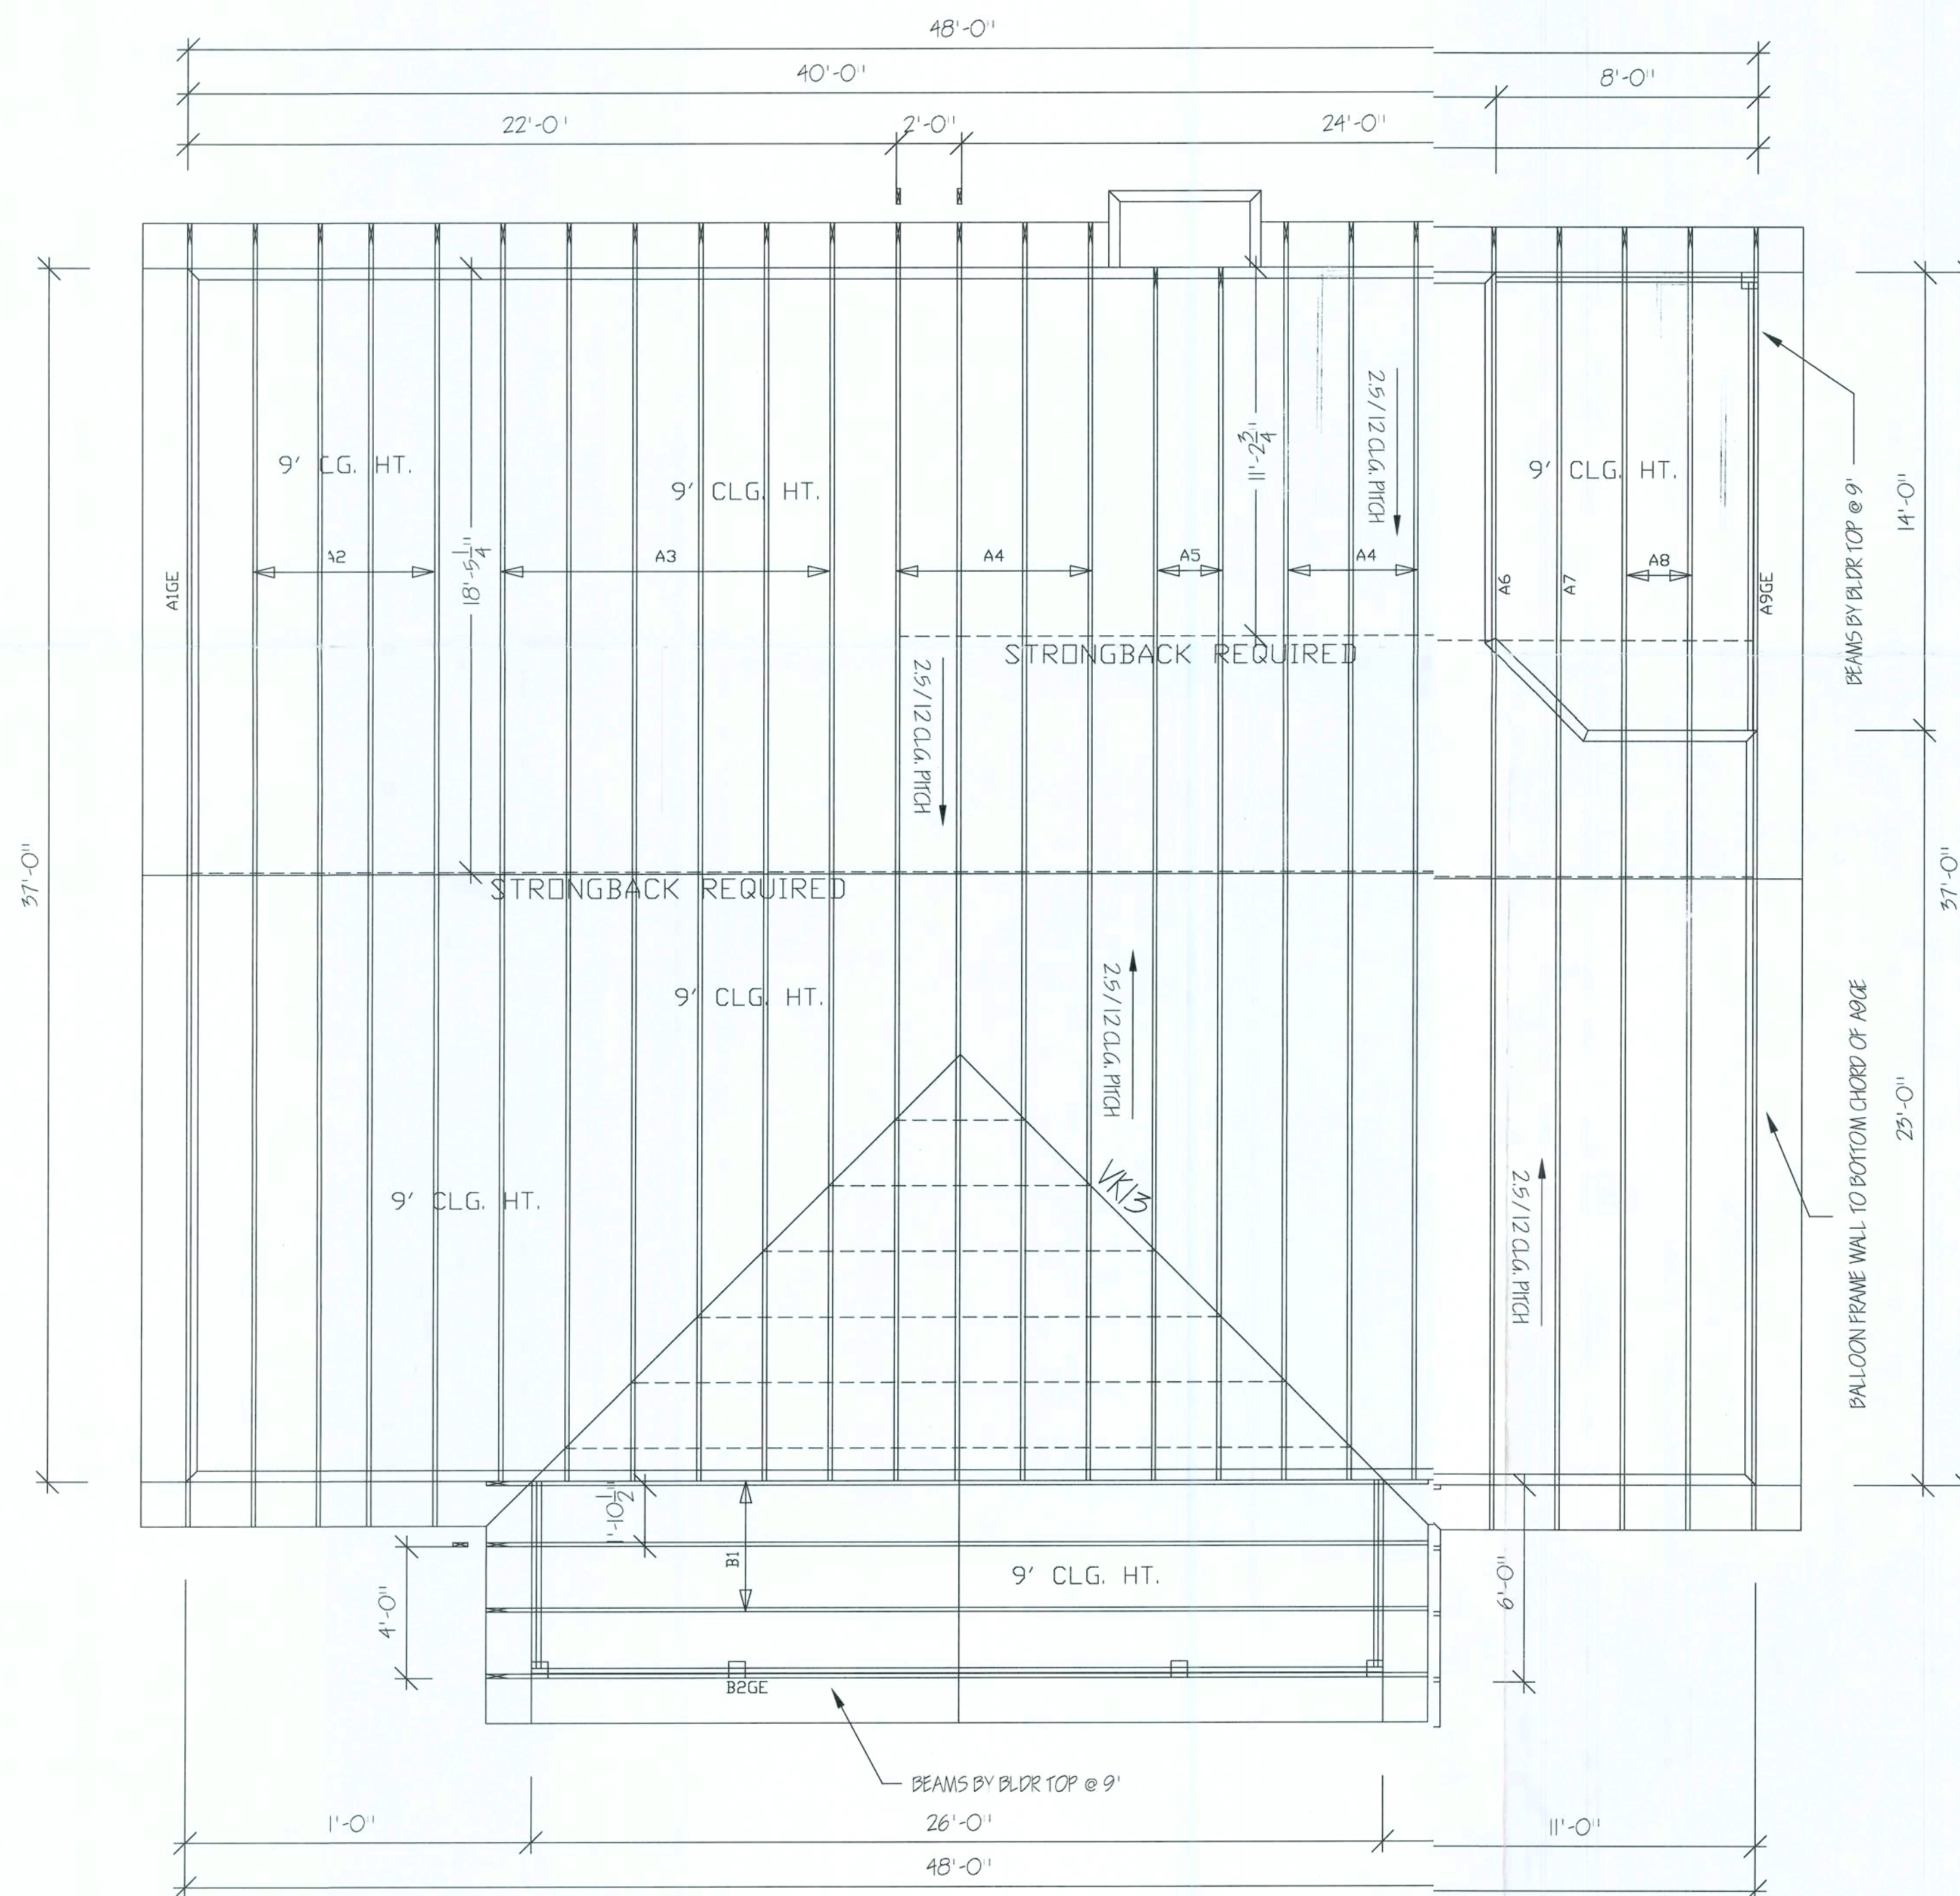 48'-0"
40'-0"
8'-0"
22'-0"
2'-0"
24'-0"
9' CG. HT.
9' CLG. HT.
9' CLG. HT.
2.5/12 CLG. PITCH
11'-2 3/4"
18'-5 1/4"
BEAMS BY BLDR TOP @ 9'
14'-0"
A1GE
A2
A3
A4
A5
A4
A6
A7
A8
A9GE
STRONGBACK REQUIRED
2.5/12 CLG. PITCH
37'-0"
STRONGBACK REQUIRED
37'-0"
9' CLG. HT.
2.5/12 CLG. PITCH
BALLOON FRAME WALL TO BOTTOM CHORD OF A9GE
23'-0"
9' CLG. HT.
VK13
2.5/12 CLG. PITCH
1'-10 1/2"
B1
9' CLG. HT.
4'-0"
6'-0"
B2GE
BEAMS BY BLDR TOP @ 9'
1'-0"
26'-0"
11'-0"
48'-0"